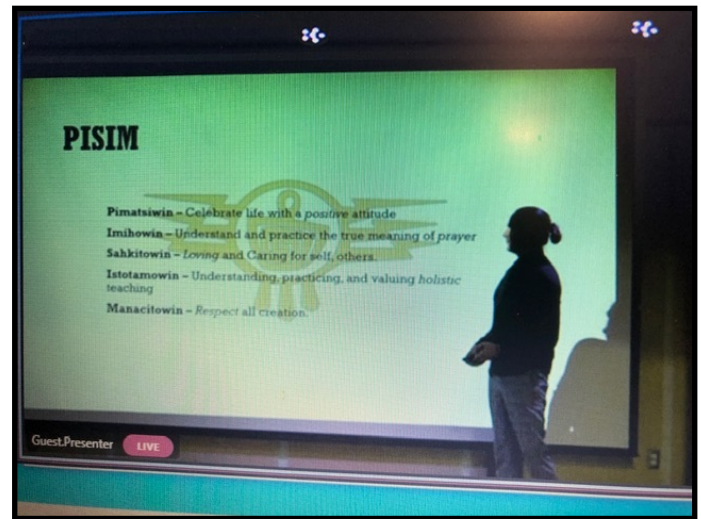 PISIM
Pimatsiwin – Celebrate life with a positive attitude
Imihowin – Understand and practice the true meaning of prayer
Sahkitowin – Loving and Caring for self, others.
Istotamowin – Understanding, practicing, and valuing holistic
teaching
Manacitowin – Respect all creation.
Guest.Presenter LIVE